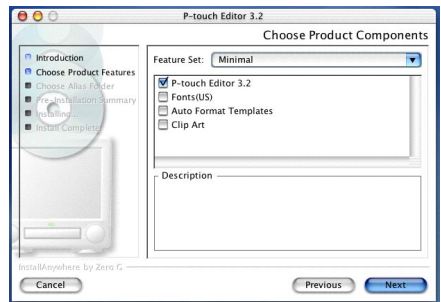 P-touch Editor 3.2
Choose Product Components
Introduction
Choose Product Features
Choose Alias Folder
Pre-Installation Summary
Installing...
Install Complete
Feature Set: Minimal
P-touch Editor 3.2
Fonts(US)
Auto Format Templates
Clip Art
Description
InstallAnywhere by Zero G
Cancel
Previous
Next